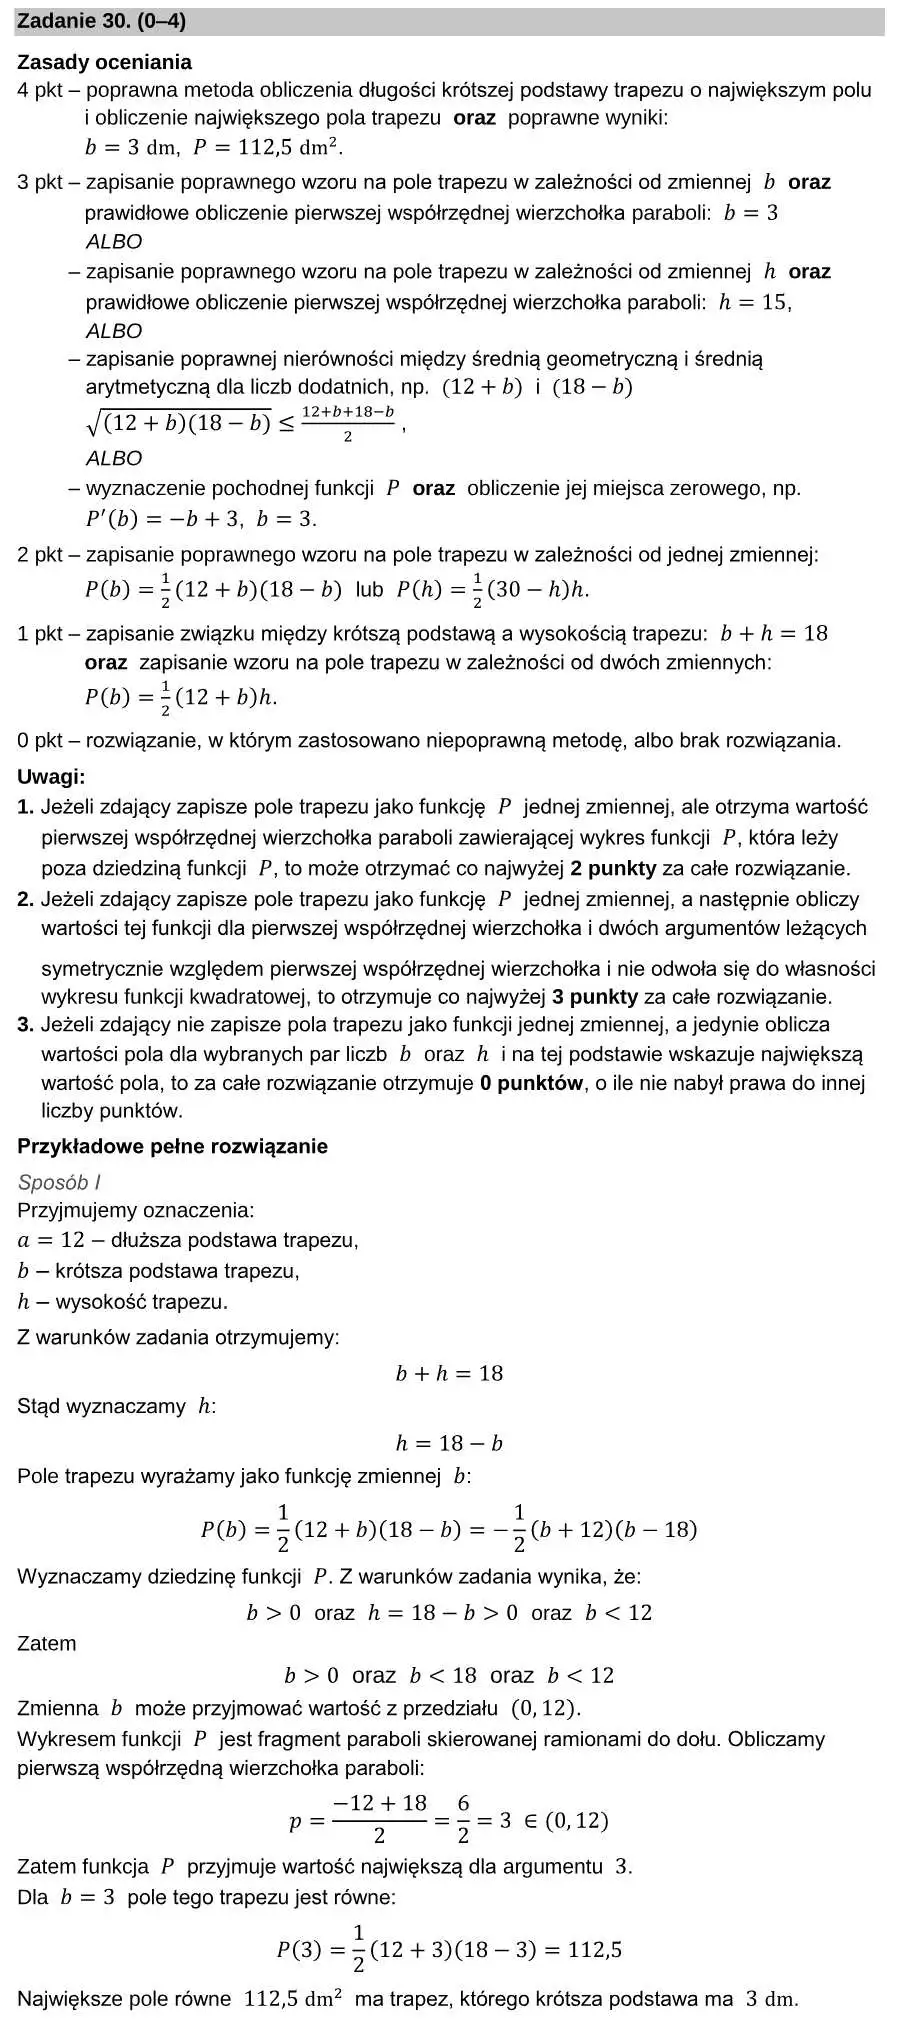 Zadanie 30. (0–4)
Zasady oceniania
4 pkt – poprawna metoda obliczenia długości krótszej podstawy trapezu o największym polu
i obliczenie największego pola trapezu oraz poprawne wyniki:
b = 3 dm, P = 112,5 dm².
3 pkt – zapisanie poprawnego wzoru na pole trapezu w zależności od zmiennej b oraz
prawidłowe obliczenie pierwszej współrzędnej wierzchołka paraboli: b = 3
ALBO
– zapisanie poprawnego wzoru na pole trapezu w zależności od zmiennej h oraz
prawidłowe obliczenie pierwszej współrzędnej wierzchołka paraboli: h = 15,
ALBO
– zapisanie poprawnej nierówności między średnią geometryczną i średnią
arytmetyczną dla liczb dodatnich, np. (12 + b) i (18 − b)
√((12 + b)(18 − b)) ≤ (12+b+18−b)/2 ,
ALBO
– wyznaczenie pochodnej funkcji P oraz obliczenie jej miejsca zerowego, np.
P′(b) = −b + 3, b = 3.
2 pkt – zapisanie poprawnego wzoru na pole trapezu w zależności od jednej zmiennej:
P(b) = 1/2 (12 + b)(18 − b) lub P(h) = 1/2 (30 − h)h.
1 pkt – zapisanie związku między krótszą podstawą a wysokością trapezu: b + h = 18
oraz zapisanie wzoru na pole trapezu w zależności od dwóch zmiennych:
P(b) = 1/2 (12 + b)h.
0 pkt – rozwiązanie, w którym zastosowano niepoprawną metodę, albo brak rozwiązania.
Uwagi:
1. Jeżeli zdający zapisze pole trapezu jako funkcję P jednej zmiennej, ale otrzyma wartość
pierwszej współrzędnej wierzchołka paraboli zawierającej wykres funkcji P, która leży
poza dziedziną funkcji P, to może otrzymać co najwyżej 2 punkty za całe rozwiązanie.
2. Jeżeli zdający zapisze pole trapezu jako funkcję P jednej zmiennej, a następnie obliczy
wartości tej funkcji dla pierwszej współrzędnej wierzchołka i dwóch argumentów leżących
symetrycznie względem pierwszej współrzędnej wierzchołka i nie odwoła się do własności
wykresu funkcji kwadratowej, to otrzymuje co najwyżej 3 punkty za całe rozwiązanie.
3. Jeżeli zdający nie zapisze pola trapezu jako funkcji jednej zmiennej, a jedynie oblicza
wartości pola dla wybranych par liczb b oraz h i na tej podstawie wskazuje największą
wartość pola, to za całe rozwiązanie otrzymuje 0 punktów, o ile nie nabył prawa do innej
liczby punktów.
Przykładowe pełne rozwiązanie
Sposób I
Przyjmujemy oznaczenia:
a = 12 – dłuższa podstawa trapezu,
b – krótsza podstawa trapezu,
h – wysokość trapezu.
Z warunków zadania otrzymujemy:
b + h = 18
Stąd wyznaczamy h:
h = 18 − b
Pole trapezu wyrażamy jako funkcję zmiennej b:
P(b) = 1/2 (12 + b)(18 − b) = −1/2 (b + 12)(b − 18)
Wyznaczamy dziedzinę funkcji P. Z warunków zadania wynika, że:
b > 0 oraz h = 18 − b > 0 oraz b < 12
Zatem
b > 0 oraz b < 18 oraz b < 12
Zmienna b może przyjmować wartość z przedziału (0, 12).
Wykresem funkcji P jest fragment paraboli skierowanej ramionami do dołu. Obliczamy
pierwszą współrzędną wierzchołka paraboli:
p = (−12 + 18)/2 = 6/2 = 3 ∈ (0, 12)
Zatem funkcja P przyjmuje wartość największą dla argumentu 3.
Dla b = 3 pole tego trapezu jest równe:
P(3) = 1/2 (12 + 3)(18 − 3) = 112,5
Największe pole równe 112,5 dm² ma trapez, którego krótsza podstawa ma 3 dm.